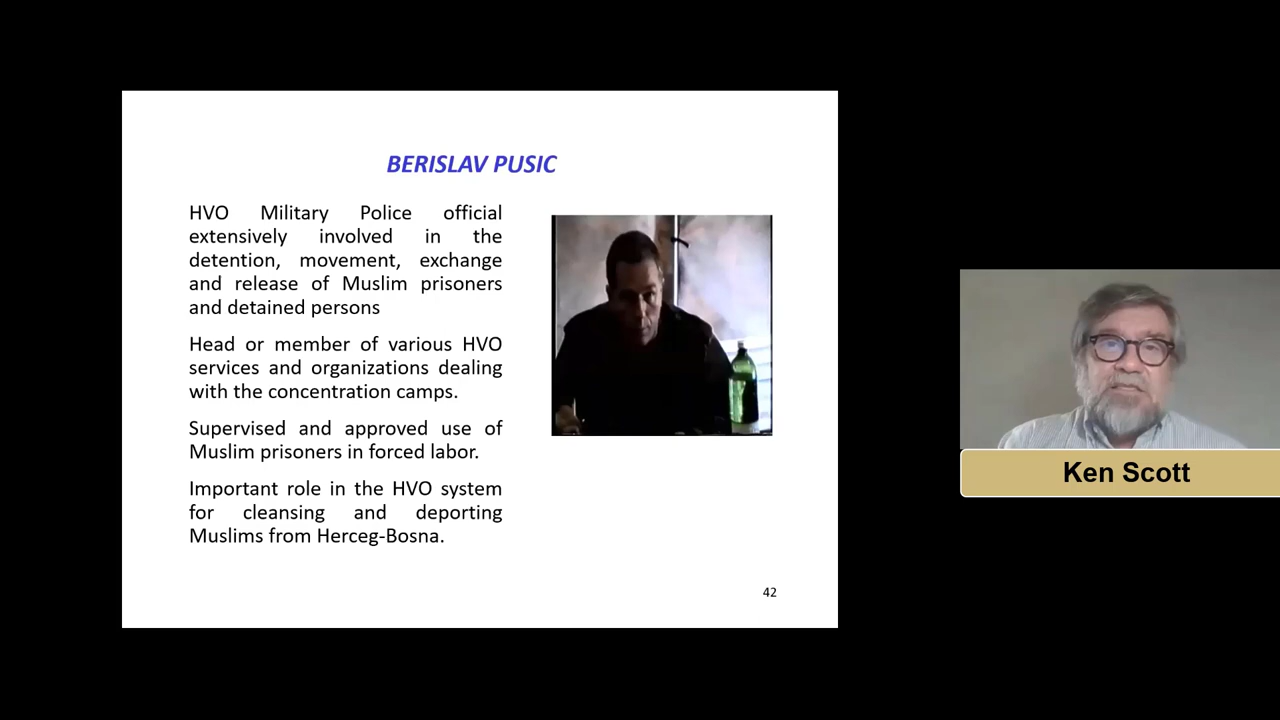 BERISLAV PUSIC
HVO Military Police official
extensively involved in the
detention, movement, exchange
and release of Muslim prisoners
and detained persons
Head or member of various HVO
services and organizations dealing
with the concentration camps.
Supervised and approved use of
Muslim prisoners in forced labor.
Important role in the HVO system
for cleansing and deporting
Muslims from Herceg-Bosna.
42
Ken Scott